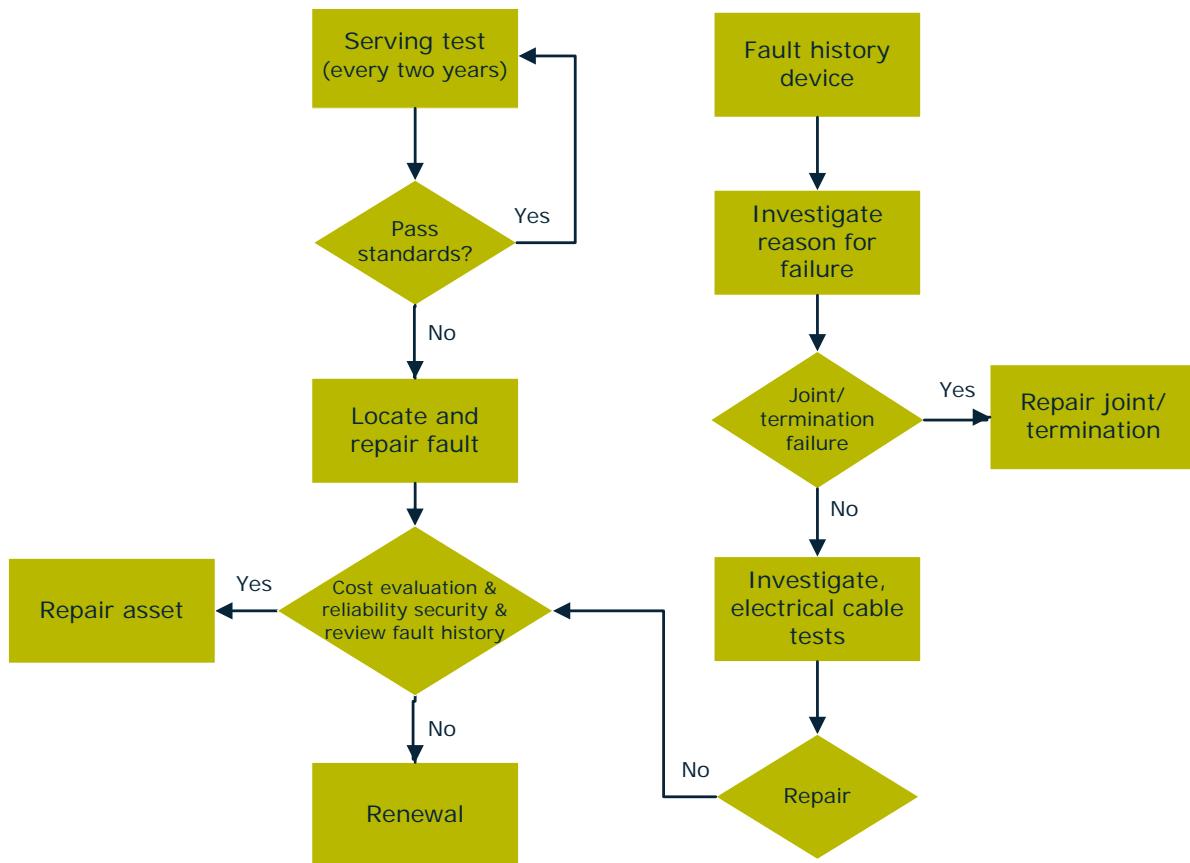 Serving test
(every two years)
Fault history
device
Yes
Pass
standards?
Investigate
reason for
failure
No
Locate and
repair fault
Joint/
termination
failure
Yes
Repair joint/
termination
No
Repair asset
Yes
Cost evaluation &
reliability security &
review fault history
Investigate,
electrical cable
tests
No
Renewal
No
Repair